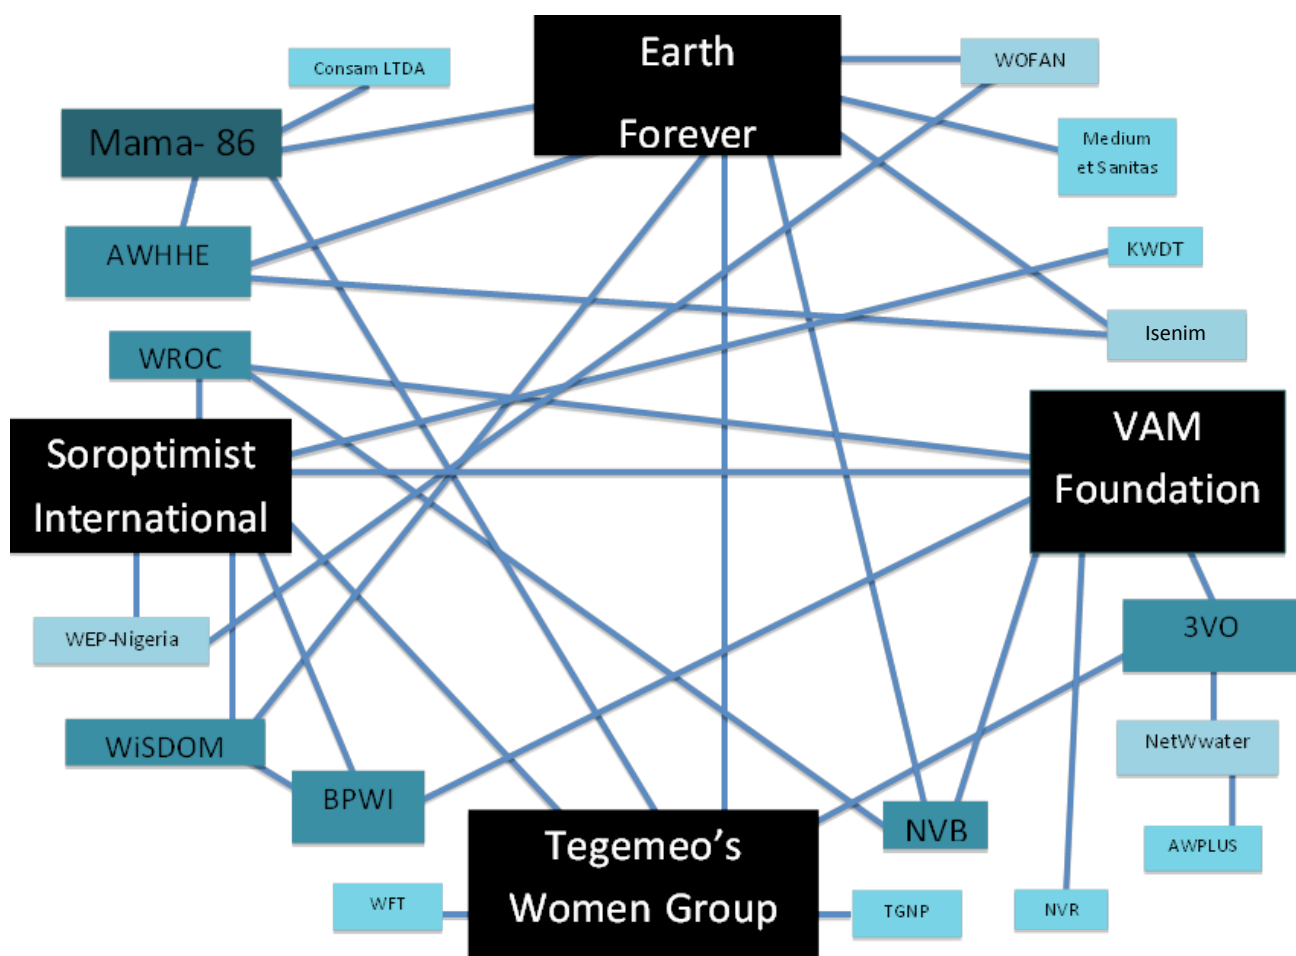 Earth
Forever
WOFAN
Consam LTDA
Mama- 86
Medium
et Sanitas
AWHHE
KWDT
Isenim
WROC
VAM
Foundation
Soroptimist
International
WEP-Nigeria
3VO
WiSDOM
NetWwater
BPWI
NVB
Tegemeo's
Women Group
AWPLUS
WFT
TGNP
NVR